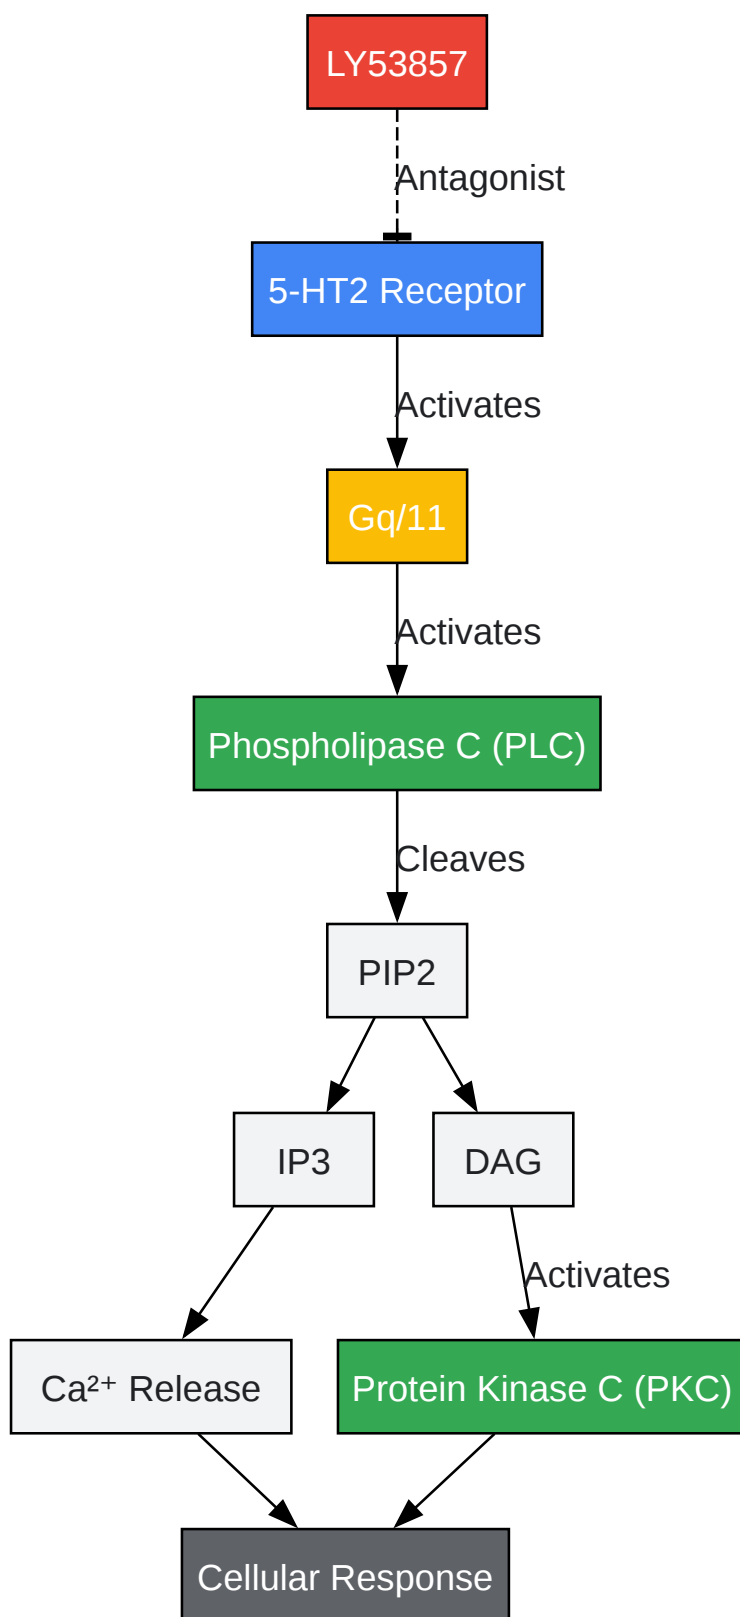 LY53857
Antagonist
5-HT2 Receptor
Activates
Gq/11
Activates
Phospholipase C (PLC)
Cleaves
PIP2
IP3
DAG
Activates
Ca²⁺ Release
Protein Kinase C (PKC)
Cellular Response